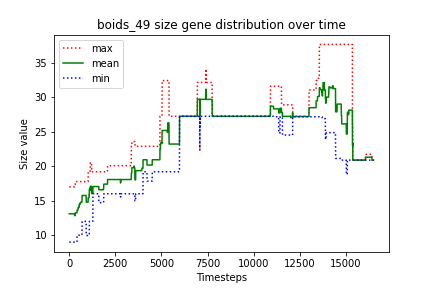 boids_49 size gene distribution over time
max
mean
min
Size value
35
30
25
20
15
10
0 2500 5000 7500 10000 12500 15000
Timesteps